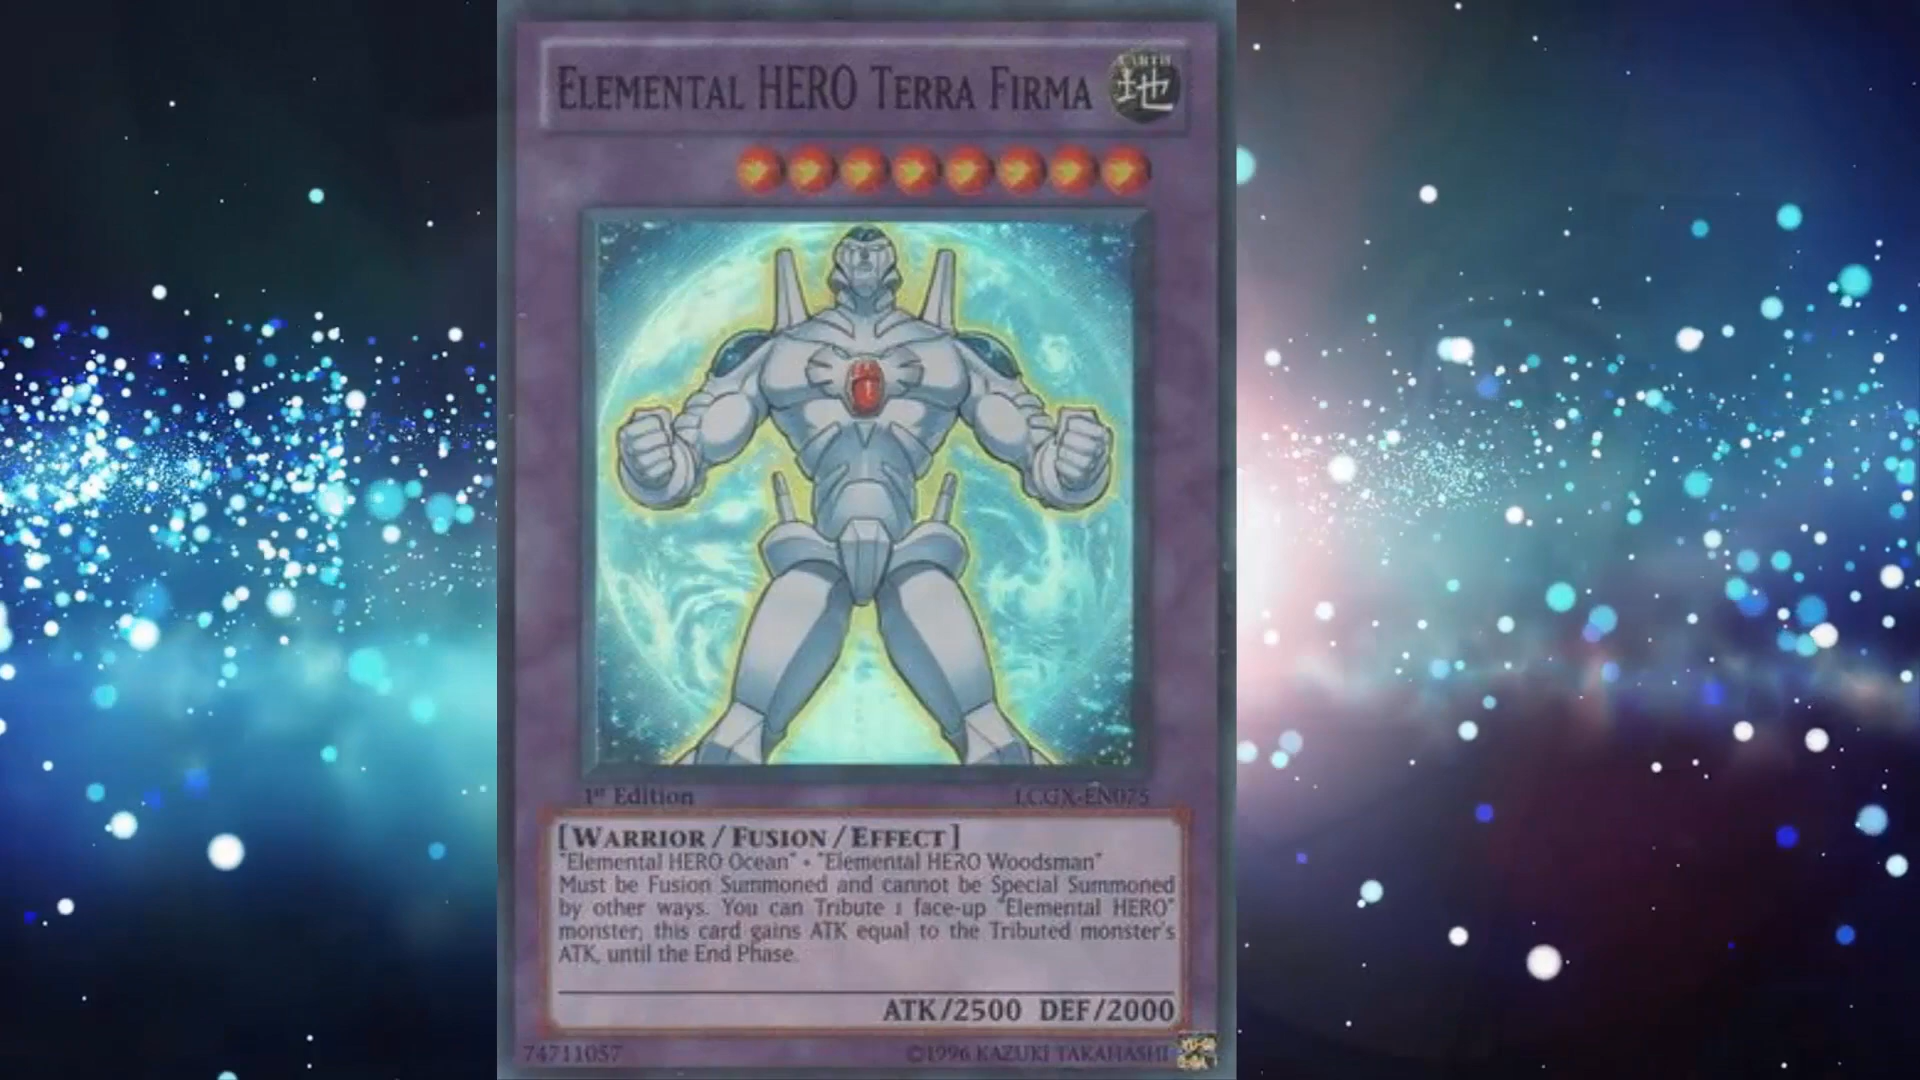 Elemental HERO Terra Firma
EARTH
地
1st Edition
LCGX-EN075
[Warrior / Fusion / Effect]
"Elemental HERO Ocean" + "Elemental HERO Woodsman"
Must be Fusion Summoned and cannot be Special Summoned
by other ways. You can Tribute 1 face-up "Elemental HERO"
monster; this card gains ATK equal to the Tributed monster's
ATK, until the End Phase.
ATK/2500 DEF/2000
74711057
©1996 KAZUKI TAKAHASHI